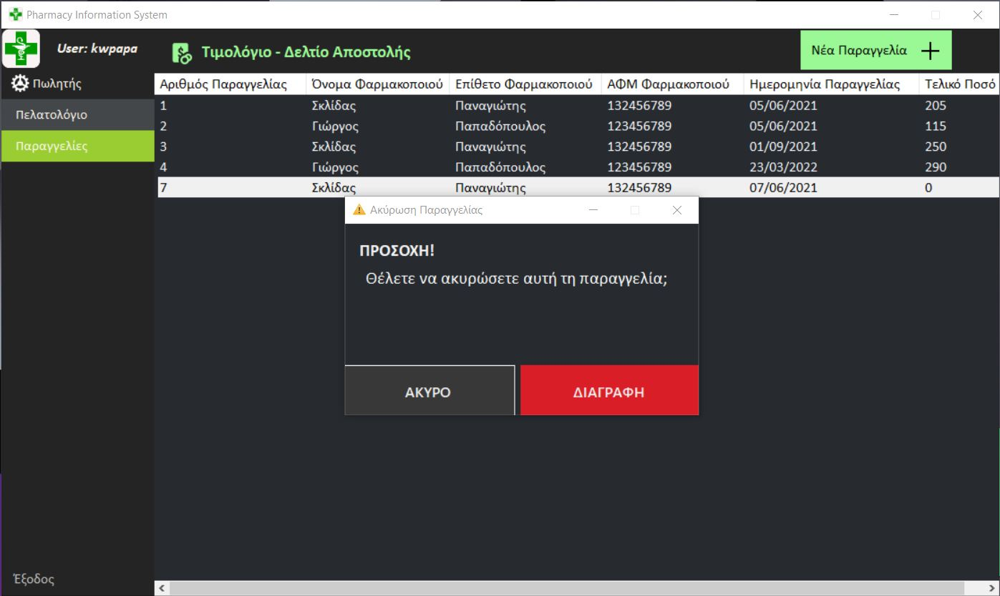 Pharmacy Information System
User: kwpapa
Τιμολόγιο - Δελτίο Αποστολής
Νέα Παραγγελία
Πωλητής
Πελατολόγιο
Παραγγελίες
Αριθμός Παραγγελίας Όνομα Φαρμακοποιού Επίθετο Φαρμακοποιού ΑΦΜ Φαρμακοποιού Ημερομηνία Παραγγελίας Τελικό Ποσό
1 Σκλίδας Παναγιώτης 132456789 05/06/2021 205
2 Γιώργος Παπαδόπουλος 123456789 05/06/2021 115
3 Σκλίδας Παναγιώτης 132456789 01/09/2021 250
4 Γιώργος Παπαδόπουλος 123456789 23/03/2022 290
7 Σκλίδας Παναγιώτης 132456789 07/06/2021 0
Ακύρωση Παραγγελίας
ΠΡΟΣΟΧΗ!
Θέλετε να ακυρώσετε αυτή τη παραγγελία;
ΑΚΥΡΟ ΔΙΑΓΡΑΦΗ
Έξοδος